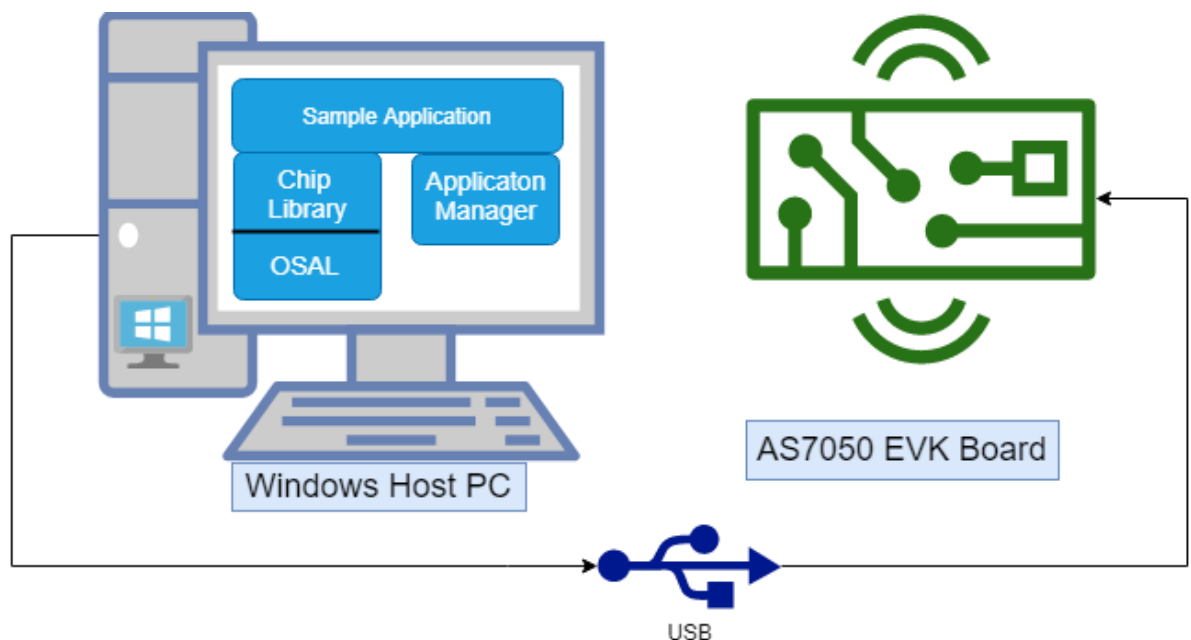 Sample Application
Chip
Library
Applicaton
Manager
OSAL
AS7050 EVK Board
Windows Host PC
USB